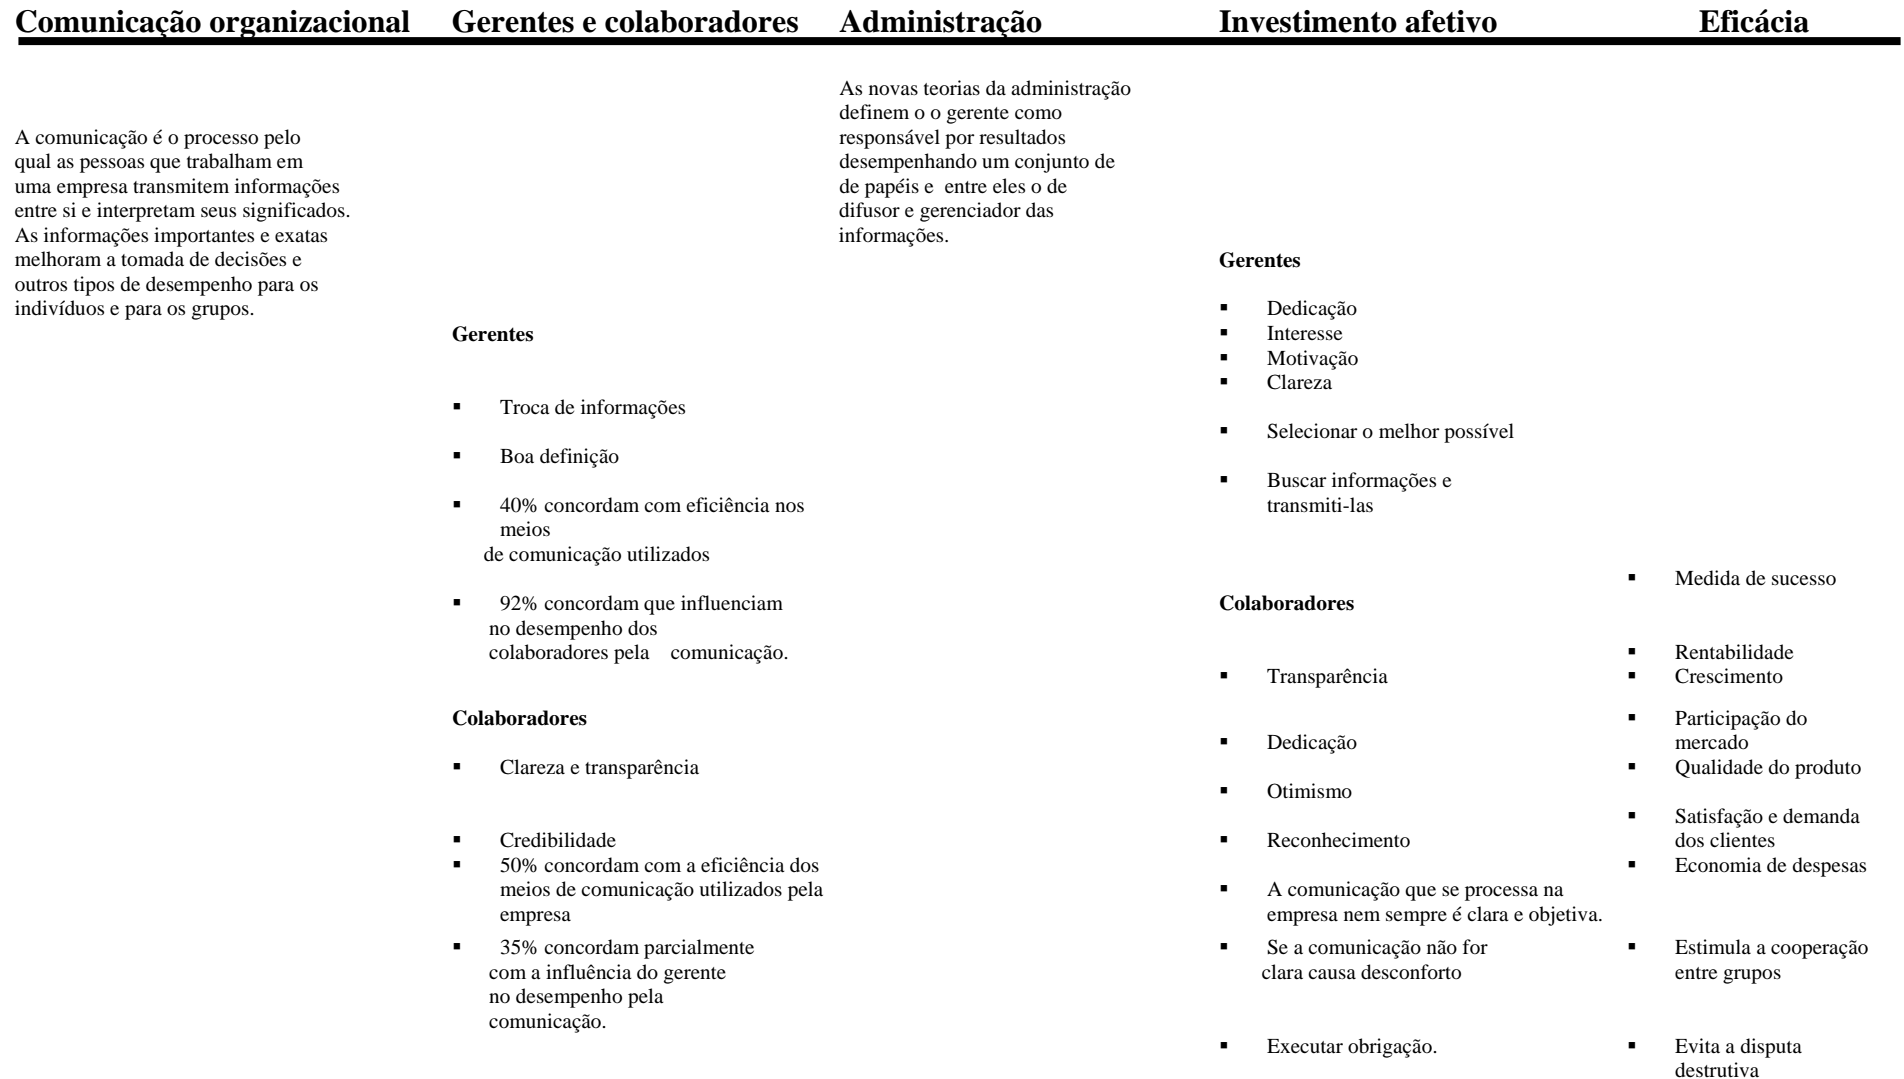 Comunicação organizacional
Gerentes e colaboradores
Administração
Investimento afetivo
Eficácia
A comunicação é o processo pelo
qual as pessoas que trabalham em
uma empresa transmitem informações
entre si e interpretam seus significados.
As informações importantes e exatas
melhoram a tomada de decisões e
outros tipos de desempenho para os
indivíduos e para os grupos.
Gerentes
▪ Troca de informações
▪ Boa definição
▪ 40% concordam com eficiência nos
meios
de comunicação utilizados
▪ 92% concordam que influenciam
no desempenho dos
colaboradores pela comunicação.
Colaboradores
▪ Clareza e transparência
▪ Credibilidade
▪ 50% concordam com a eficiência dos
meios de comunicação utilizados pela
empresa
▪ 35% concordam parcialmente
com a influência do gerente
no desempenho pela
comunicação.
As novas teorias da administração
definem o o gerente como
responsável por resultados
desempenhando um conjunto de
de papéis e entre eles o de
difusor e gerenciador das
informações.
Gerentes
▪ Dedicação
▪ Interesse
▪ Motivação
▪ Clareza
▪ Selecionar o melhor possível
▪ Buscar informações e
transmiti-las
Colaboradores
▪ Transparência
▪ Dedicação
▪ Otimismo
▪ Reconhecimento
▪ A comunicação que se processa na
empresa nem sempre é clara e objetiva.
▪ Se a comunicação não for
clara causa desconforto
▪ Executar obrigação.
▪ Medida de sucesso
▪ Rentabilidade
▪ Crescimento
▪ Participação do
mercado
▪ Qualidade do produto
▪ Satisfação e demanda
dos clientes
▪ Economia de despesas
▪ Estimula a cooperação
entre grupos
▪ Evita a disputa
destrutiva